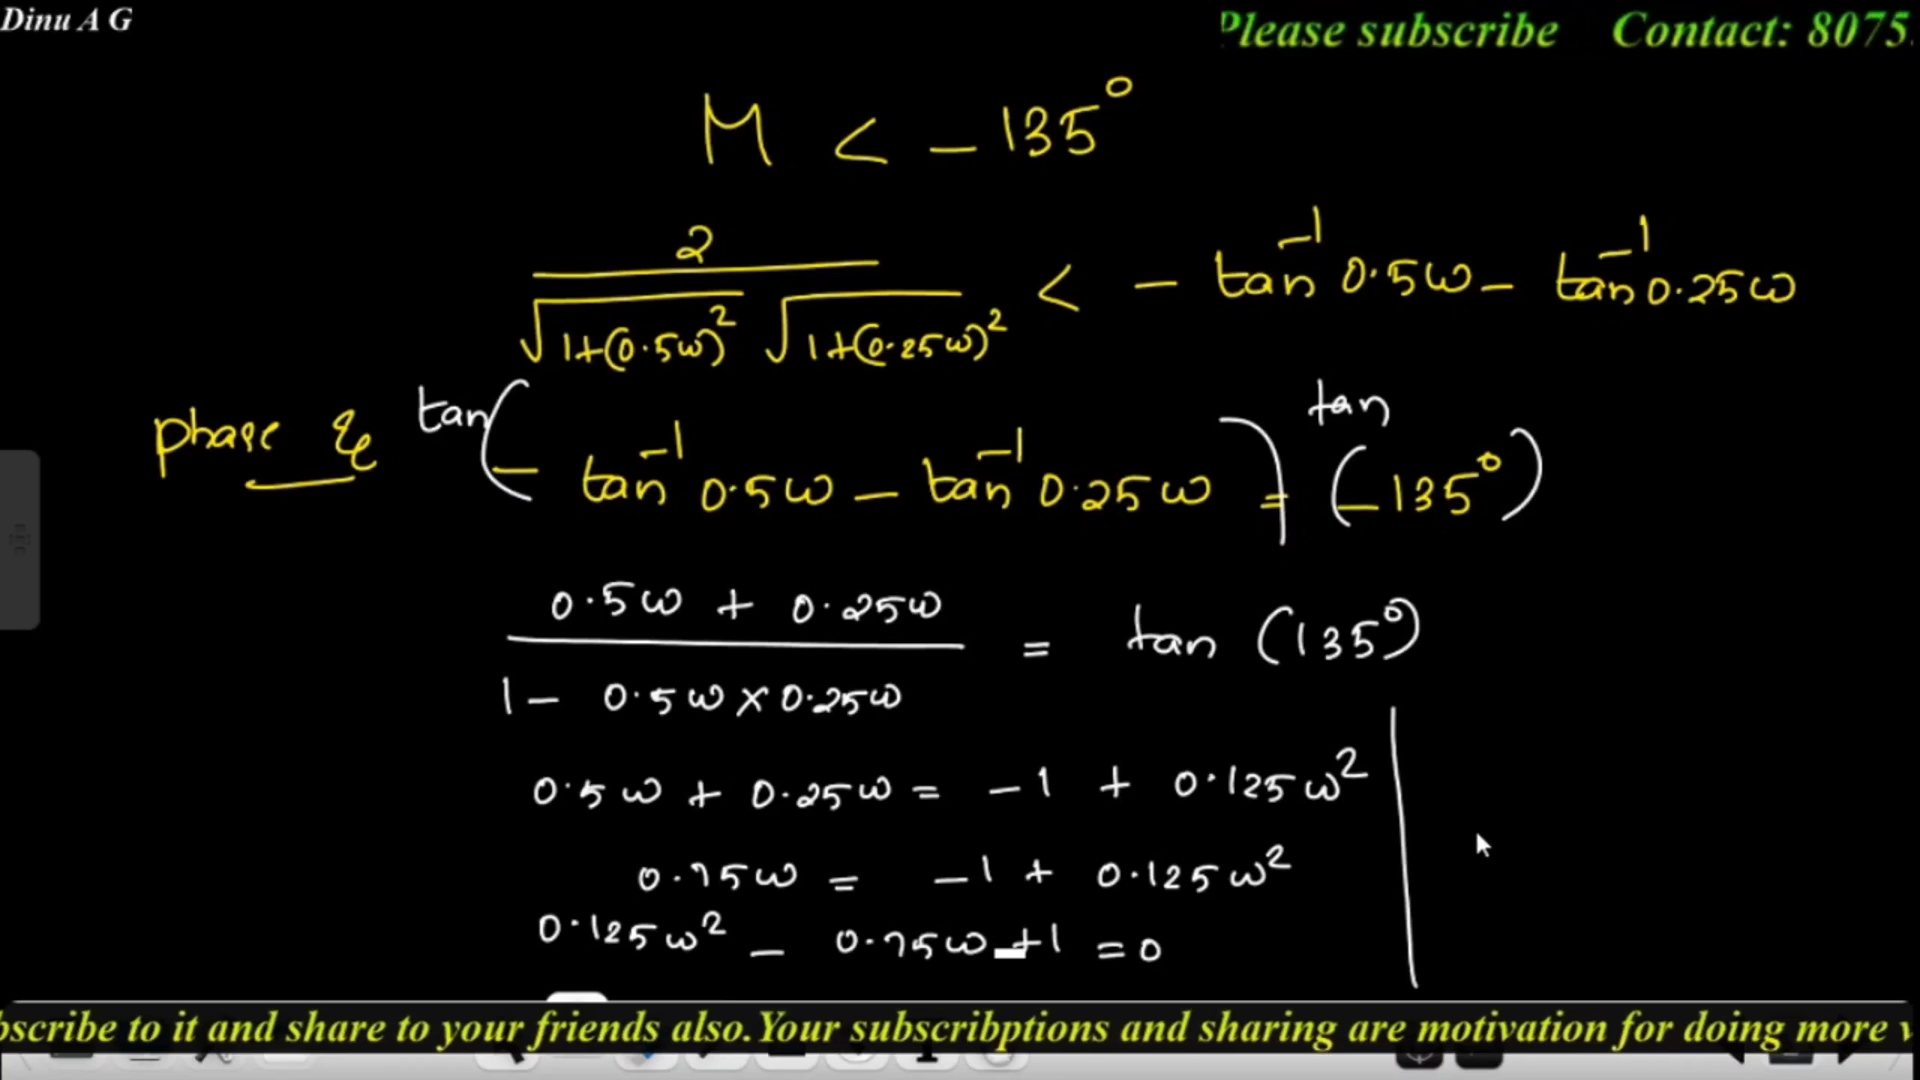 Dinu A G
Please subscribe Contact: 8075
M < -135°
2 / √1+(0.5ω)² √1+(0.25ω)² < - tan⁻¹ 0.5ω - tan⁻¹ 0.25ω
phase & tan(- tan⁻¹ 0.5ω - tan⁻¹ 0.25ω) = tan (-135°)
0.5ω + 0.25ω / 1 - 0.5ω × 0.25ω = tan (135°)
0.5ω + 0.25ω = -1 + 0.125ω²
0.75ω = -1 + 0.125ω²
0.125ω² - 0.75ω +1 = 0
bscribe to it and share to your friends also.Your subscribptions and sharing are motivation for doing more